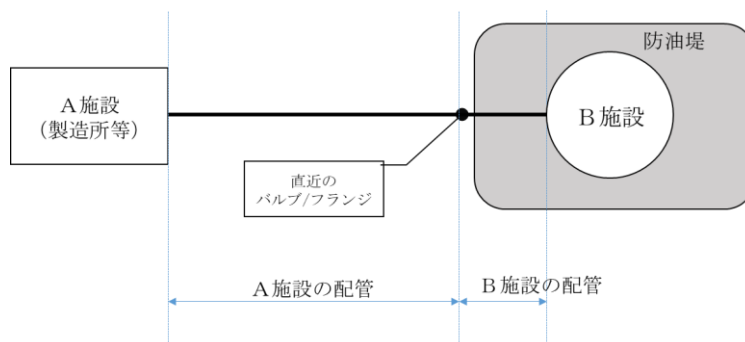 防油堤
A施設
（製造所等）
B施設
直近の
バルブ/フランジ
A施設の配管
B施設の配管